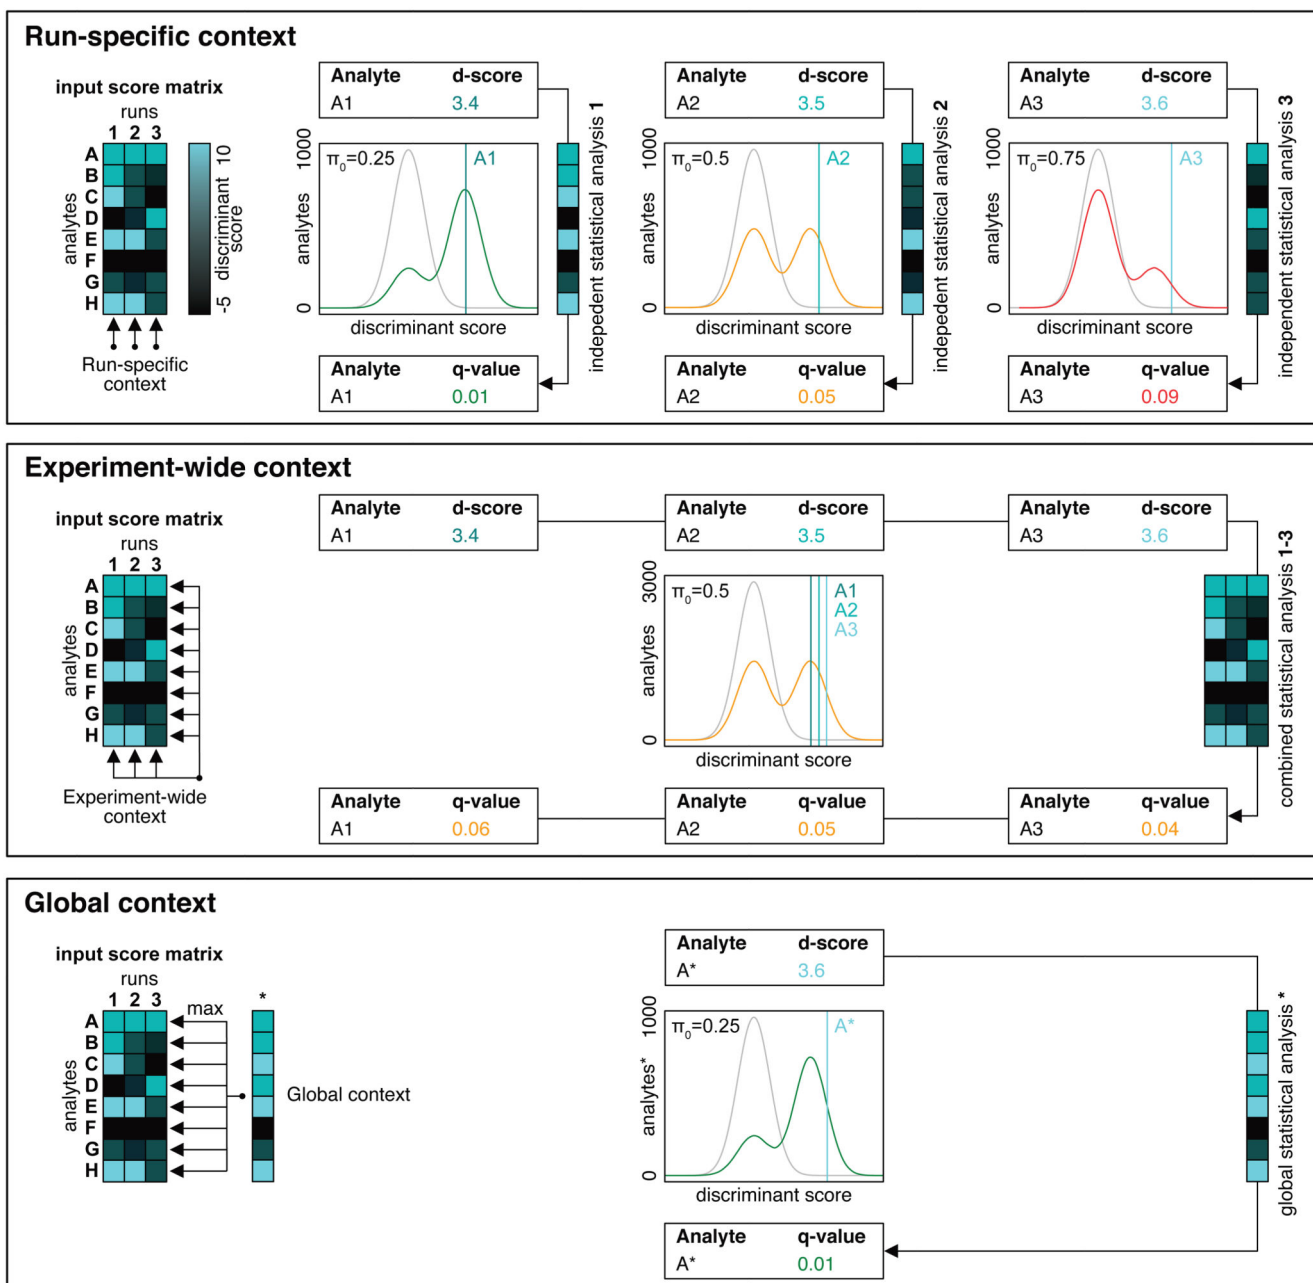 Run-specific context
input score matrix
runs
1 2 3
A
B
C
D
E
F
G
H
analytes
10
discriminant score
-5
Run-specific
context
Analyte d-score
A1 3.4
1000
analytes
0
π0=0.25
A1
discriminant score
independent statistical analysis 1
Analyte q-value
A1 0.01
Analyte d-score
A2 3.5
1000
analytes
0
π0=0.5
A2
discriminant score
indepedent statistical analysis 2
Analyte q-value
A2 0.05
Analyte d-score
A3 3.6
1000
analytes
0
π0=0.75
A3
discriminant score
indepedent statistical analysis 3
Analyte q-value
A3 0.09
Experiment-wide context
input score matrix
runs
1 2 3
A
B
C
D
E
F
G
H
analytes
Experiment-wide
context
Analyte d-score
A1 3.4
Analyte d-score
A2 3.5
Analyte d-score
A3 3.6
3000
analytes
0
π0=0.5
A1
A2
A3
discriminant score
combined statistical analysis 1-3
Analyte q-value
A1 0.06
Analyte q-value
A2 0.05
Analyte q-value
A3 0.04
Global context
input score matrix
runs
1 2 3
max
*
A
B
C
D
E
F
G
H
analytes
Global context
Analyte d-score
A* 3.6
1000
analytes*
0
π0=0.25
A*
discriminant score
global statistical analysis *
Analyte q-value
A* 0.01